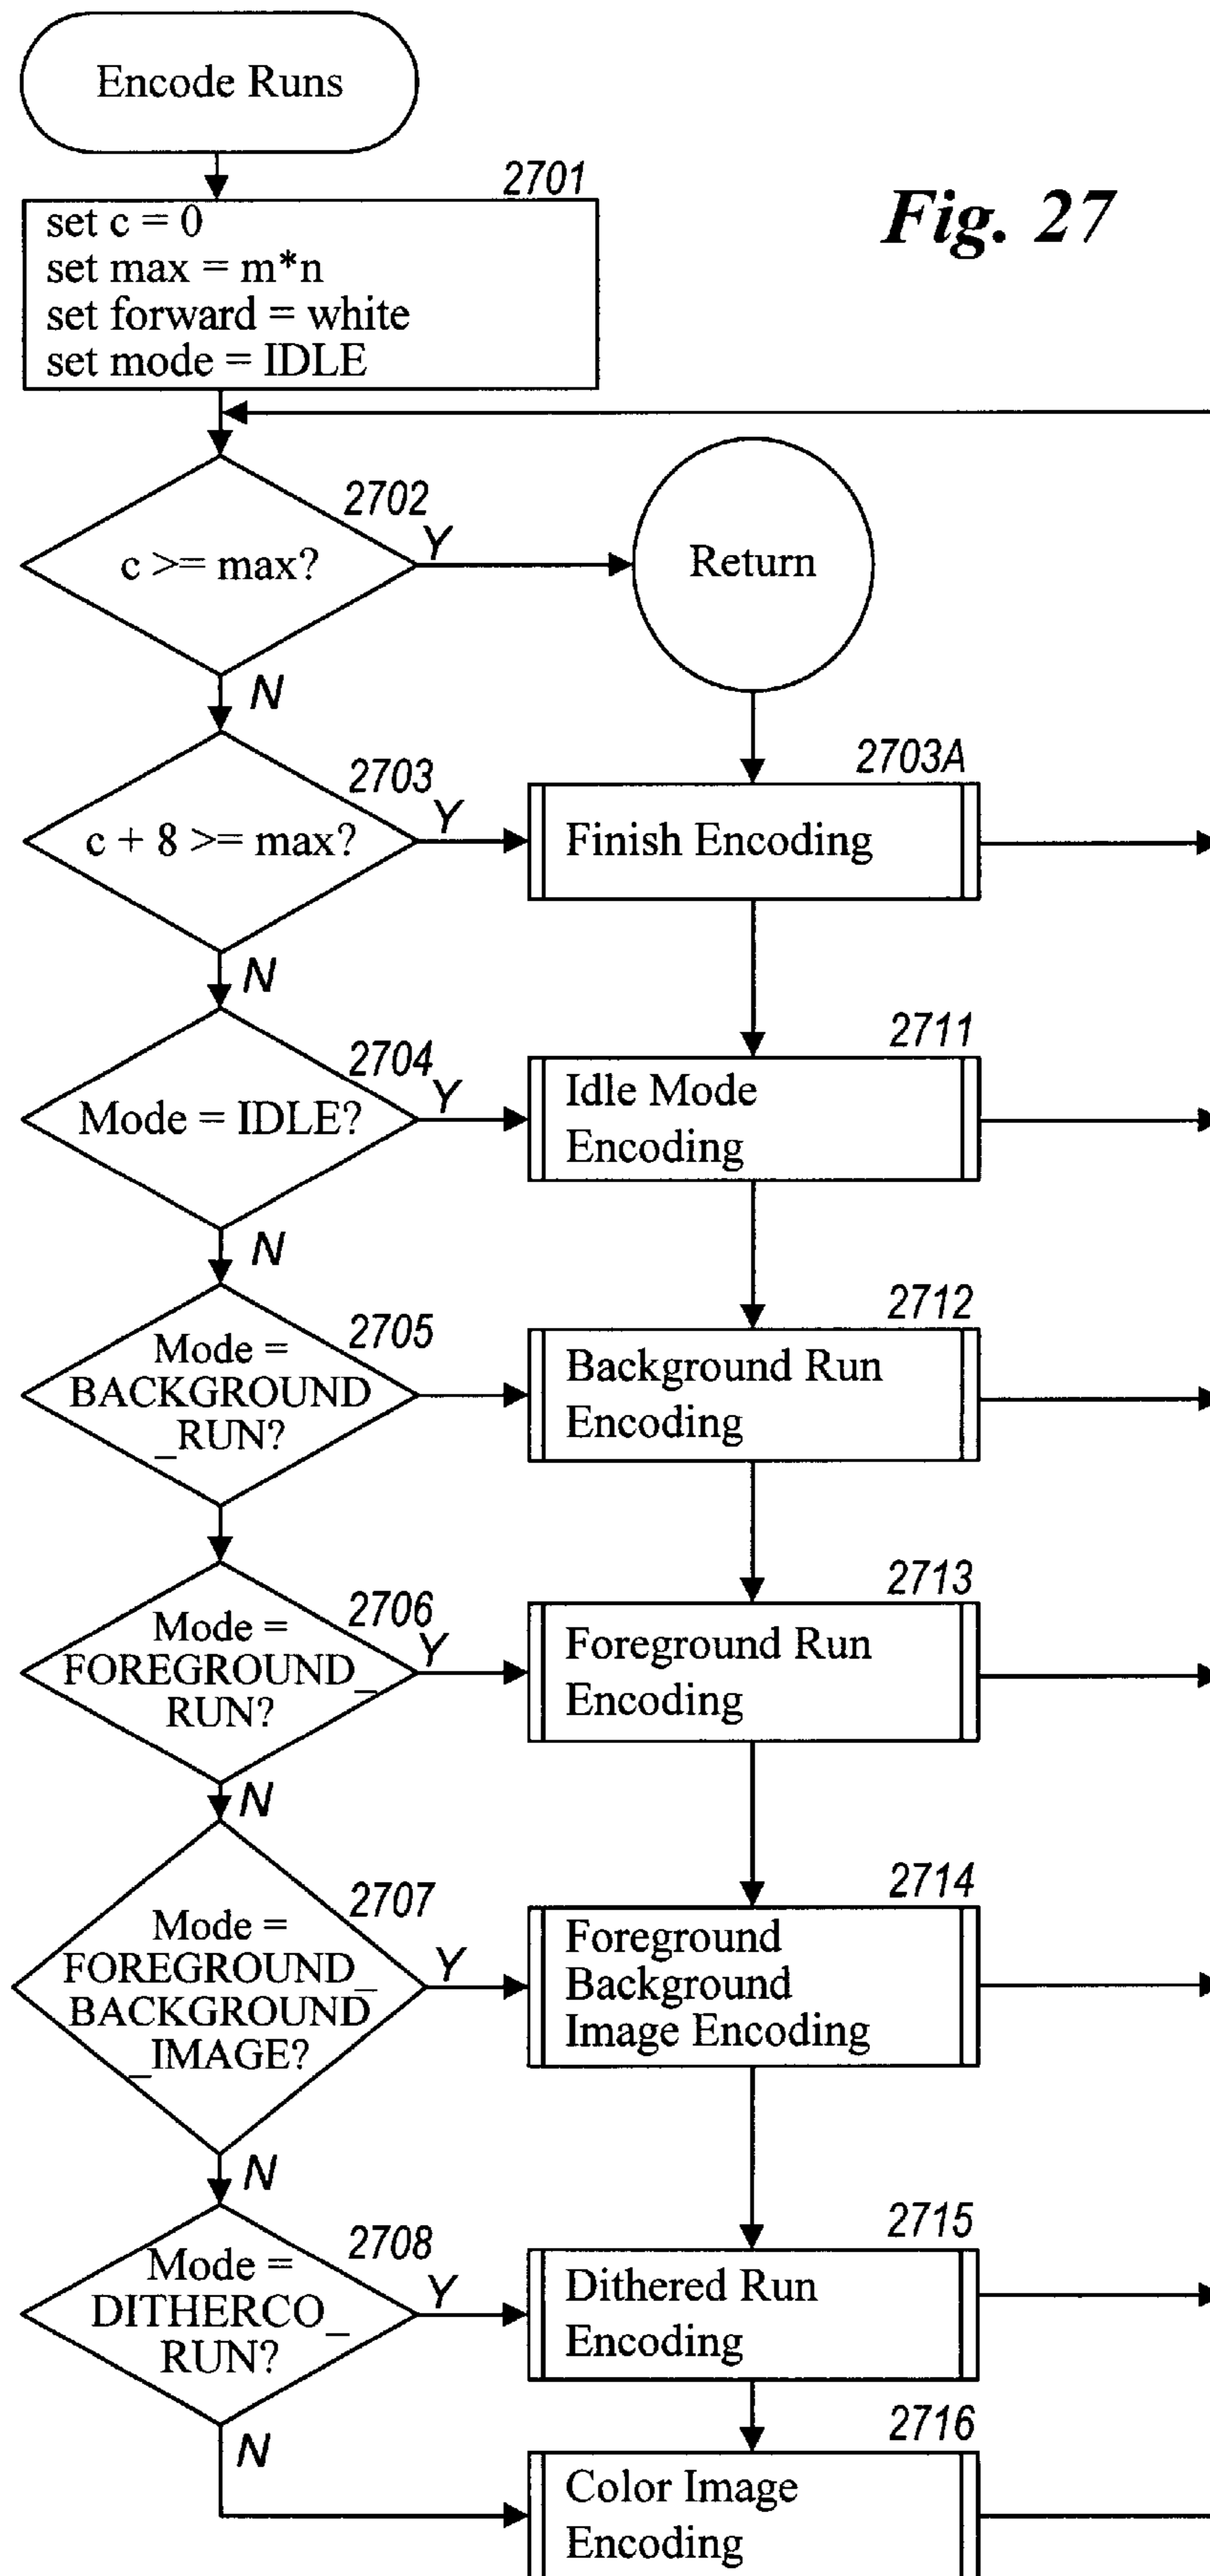 Encode Runs
Fig. 27
2701
set c = 0
set max = m*n
set forward = white
set mode = IDLE
2702
c >= max?
Y
Return
N
2703
c + 8 >= max?
Y
2703A
Finish Encoding
N
2704
Mode = IDLE?
Y
2711
Idle Mode
Encoding
N
2705
Mode =
BACKGROUND
_RUN?
2712
Background Run
Encoding
2706
Mode =
FOREGROUND_
RUN?
Y
2713
Foreground Run
Encoding
N
2707
Mode =
FOREGROUND_
BACKGROUND
_IMAGE?
Y
2714
Foreground
Background
Image Encoding
N
2708
Mode =
DITHERCO_
RUN?
Y
2715
Dithered Run
Encoding
N
2716
Color Image
Encoding